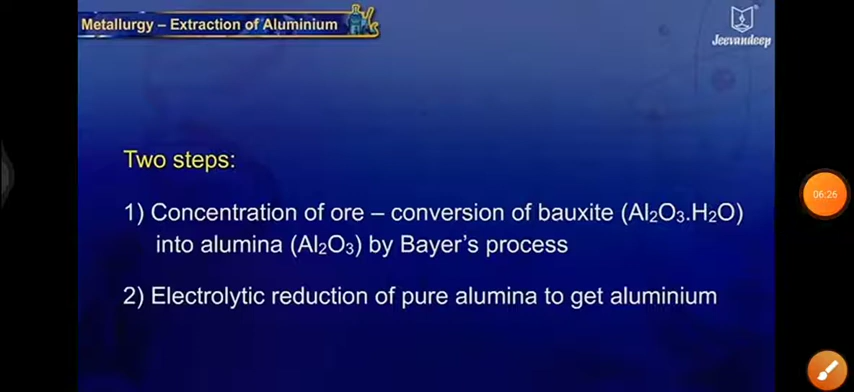 Metallurgy – Extraction of Aluminium
Jeevandeep
Two steps:
1) Concentration of ore – conversion of bauxite (Al₂O₃.H₂O)
into alumina (Al₂O₃) by Bayer's process
06:26
2) Electrolytic reduction of pure alumina to get aluminium